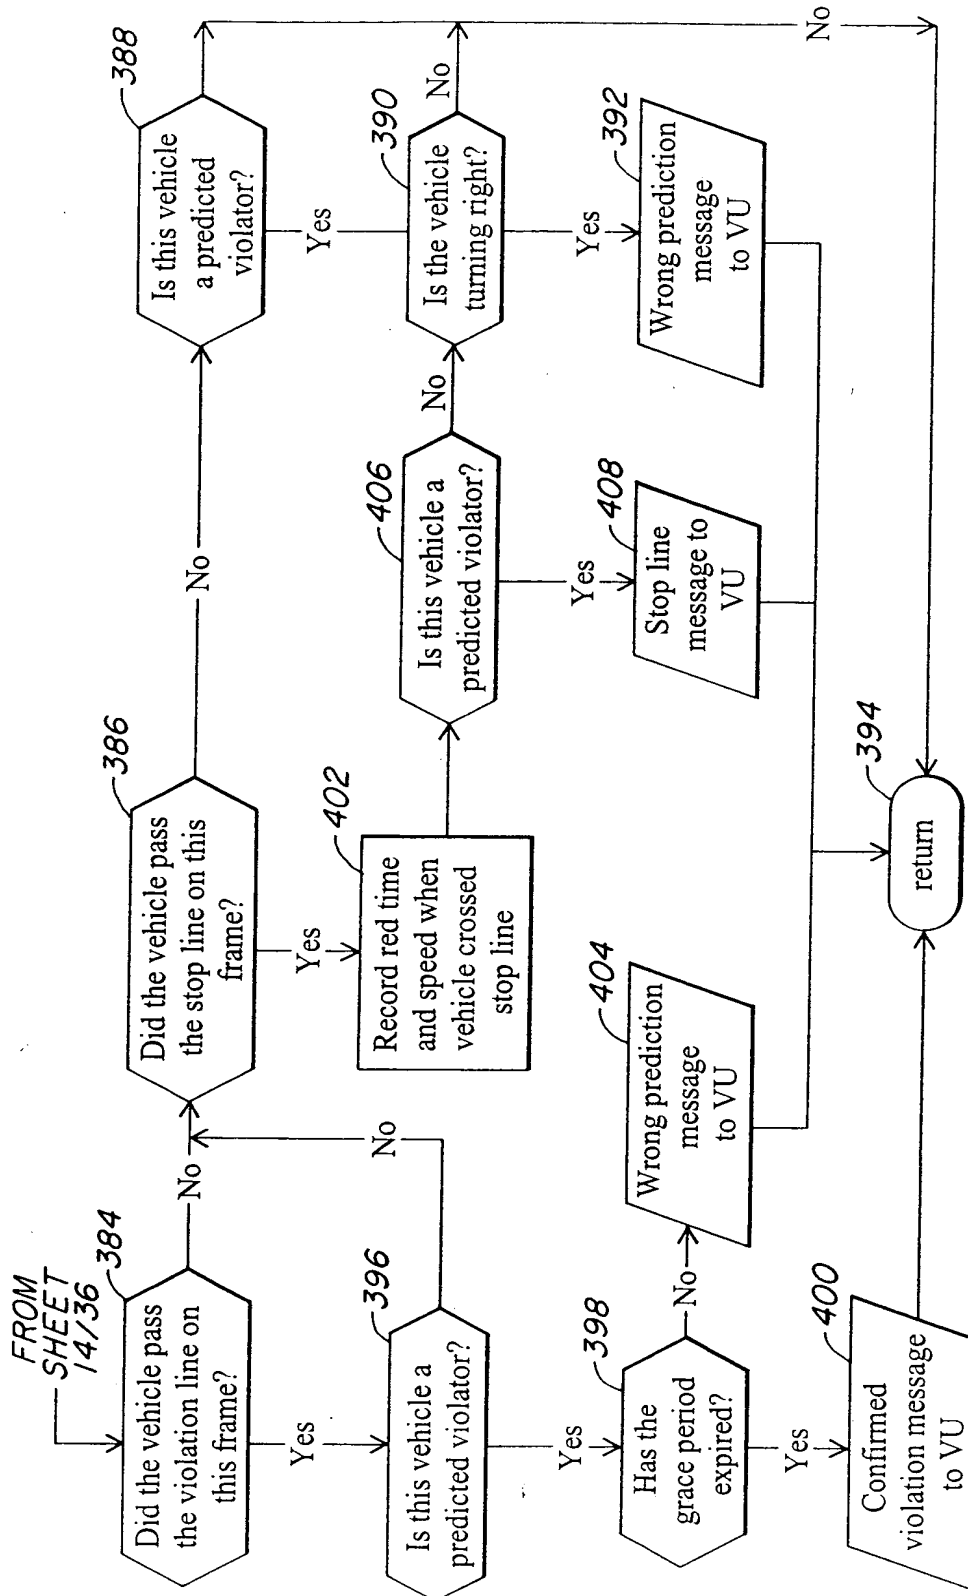 FROM
SHEET
14/36
384
Did the vehicle pass
the violation line on
this frame?
No
Yes
386
Did the vehicle pass
the stop line on this
frame?
No
Yes
388
Is this vehicle
a predicted
violator?
Yes
396
Is this vehicle a
predicted violator?
No
Yes
402
Record red time
and speed when
vehicle crossed
stop line
406
Is this vehicle a
predicted violator?
No
Yes
390
Is the vehicle
turning right?
No
Yes
398
Has the
grace period
expired?
No
Yes
404
Wrong prediction
message
to VU
408
Stop line
message to
VU
392
Wrong prediction
message
to VU
No
400
Confirmed
violation message
to VU
394
return